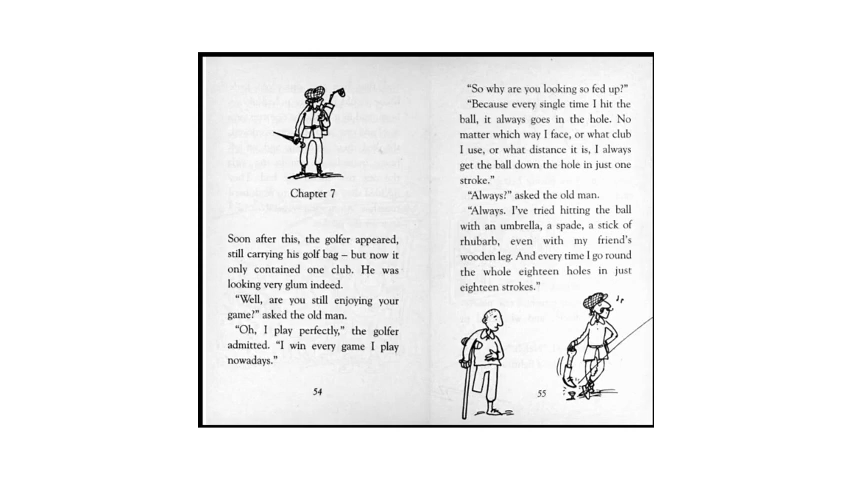 Chapter 7
Soon after this, the golfer appeared,
still carrying his golf bag – but now it
only contained one club. He was
looking very glum indeed.
“Well, are you still enjoying your
game?” asked the old man.
“Oh, I play perfectly,” the golfer
admitted. “I win every game I play
nowadays.”
54
“So why are you looking so fed up?”
“Because every single time I hit the
ball, it always goes in the hole. No
matter which way I face, or what club
I use, or what distance it is, I always
get the ball down the hole in just one
stroke.”
“Always?” asked the old man.
“Always. I’ve tried hitting the ball
with an umbrella, a spade, a stick of
rhubarb, even with my friend’s
wooden leg. And every time I go round
the whole eighteen holes in just
eighteen strokes.”
55